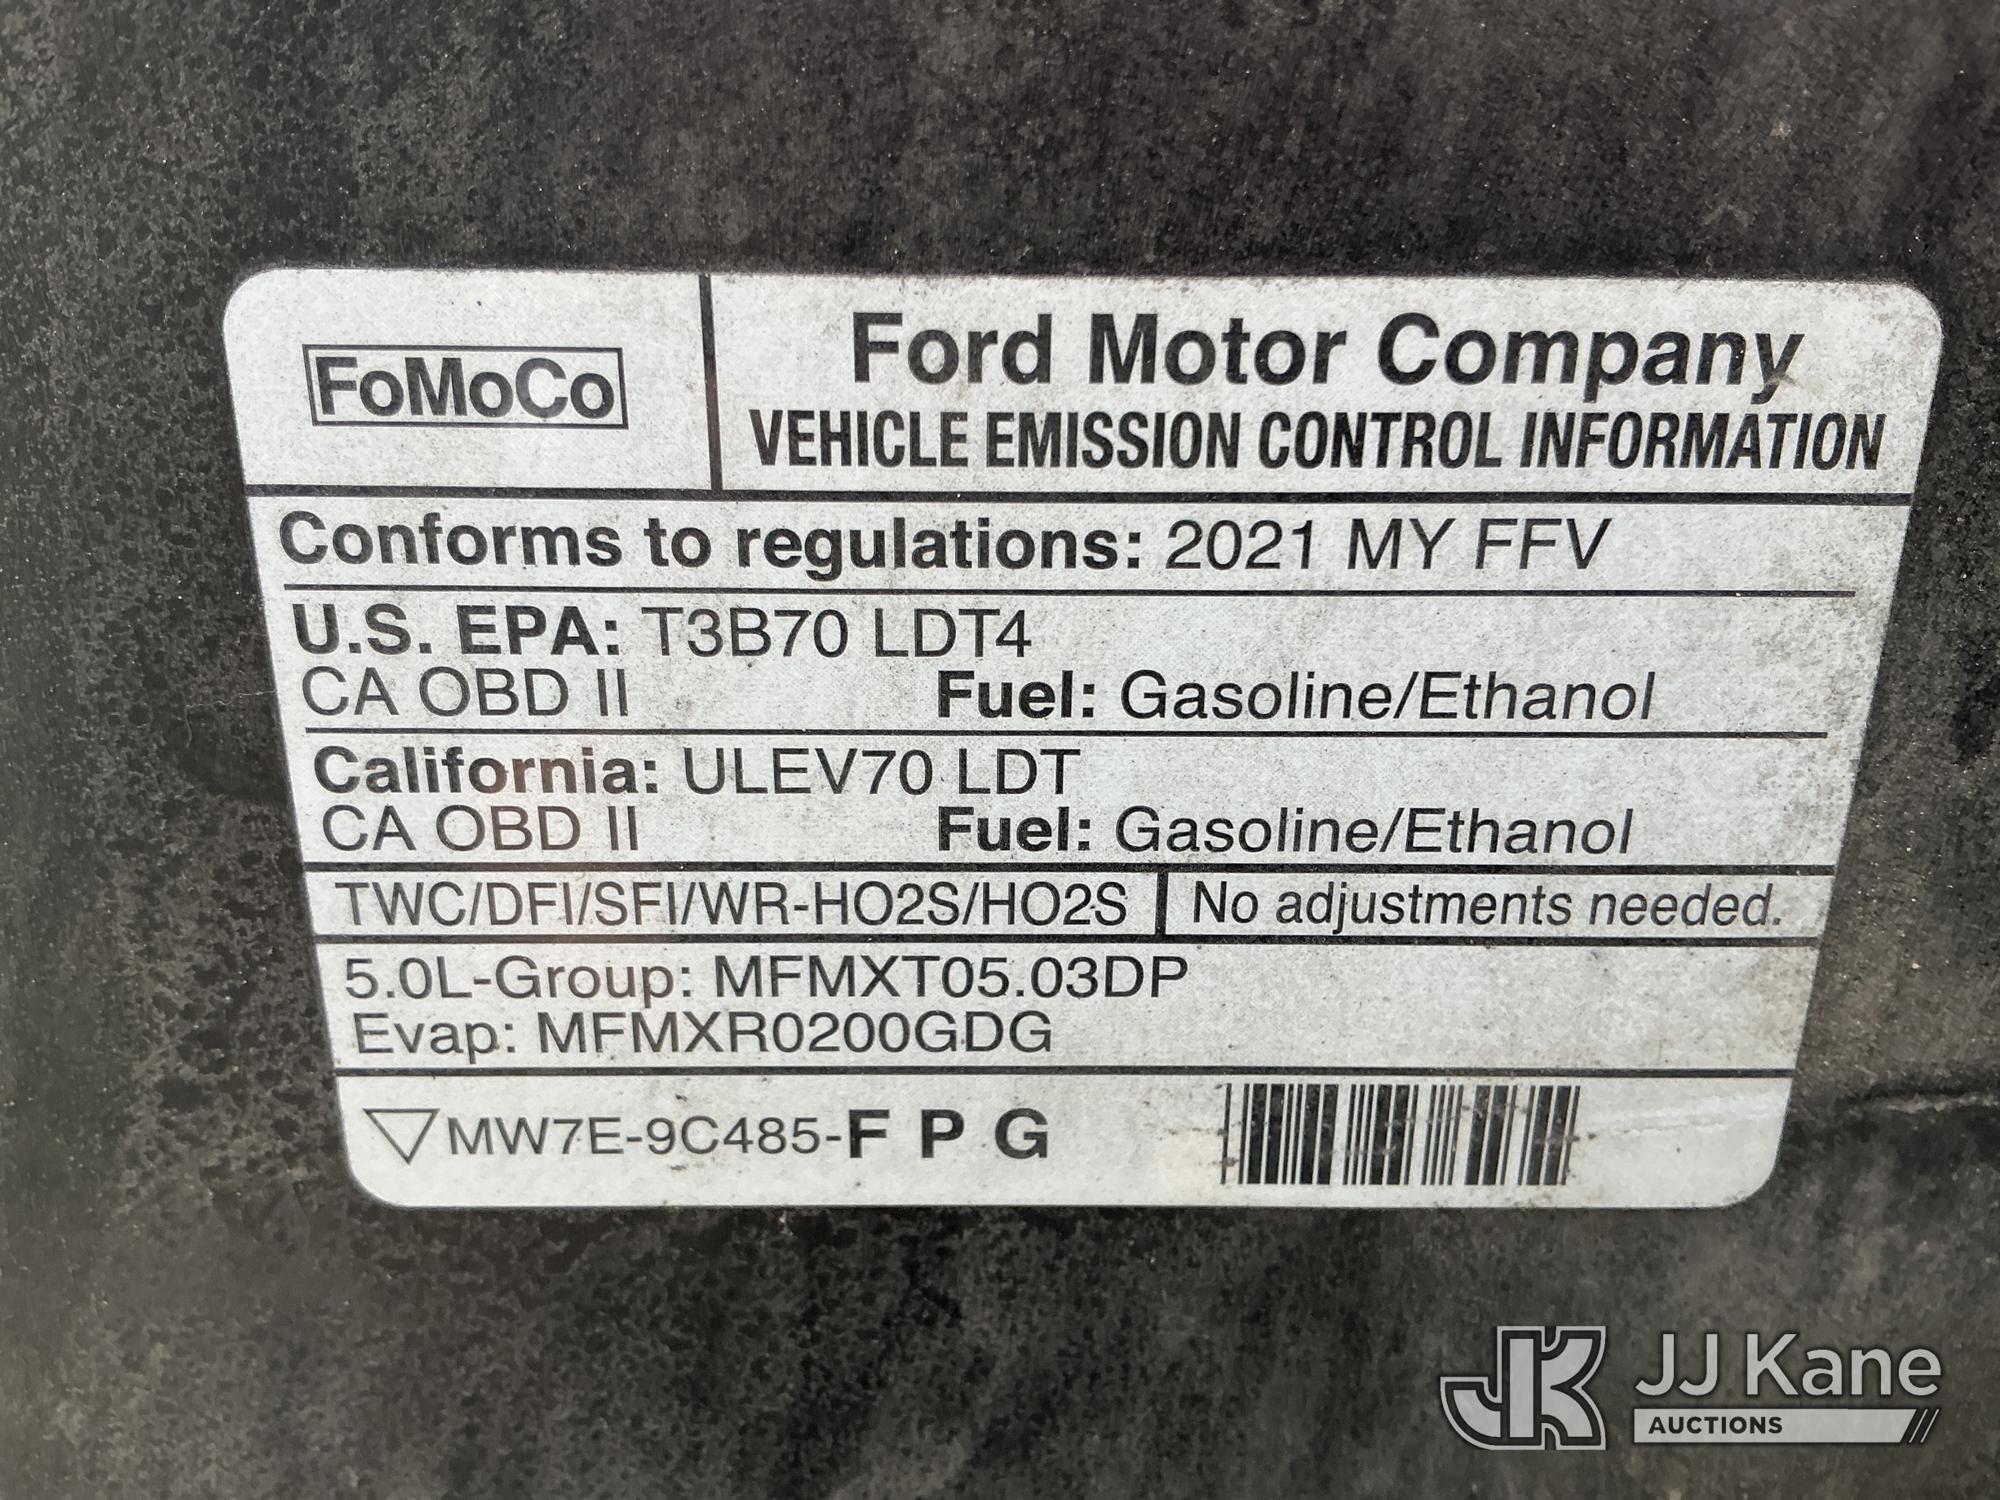 FoMoCo
Ford Motor Company
VEHICLE EMISSION CONTROL INFORMATION
Conforms to regulations: 2021 MY FFV
U.S. EPA: T3B70 LDT4
CA OBD II Fuel: Gasoline/Ethanol
California: ULEV70 LDT
CA OBD II Fuel: Gasoline/Ethanol
TWC/DFI/SFI/WR-HO2S/HO2S No adjustments needed.
5.0L-Group: MFMXT05.03DP
Evap: MFMXR0200GDG
MW7E-9C485-F P G
JK JJ Kane
AUCTIONS